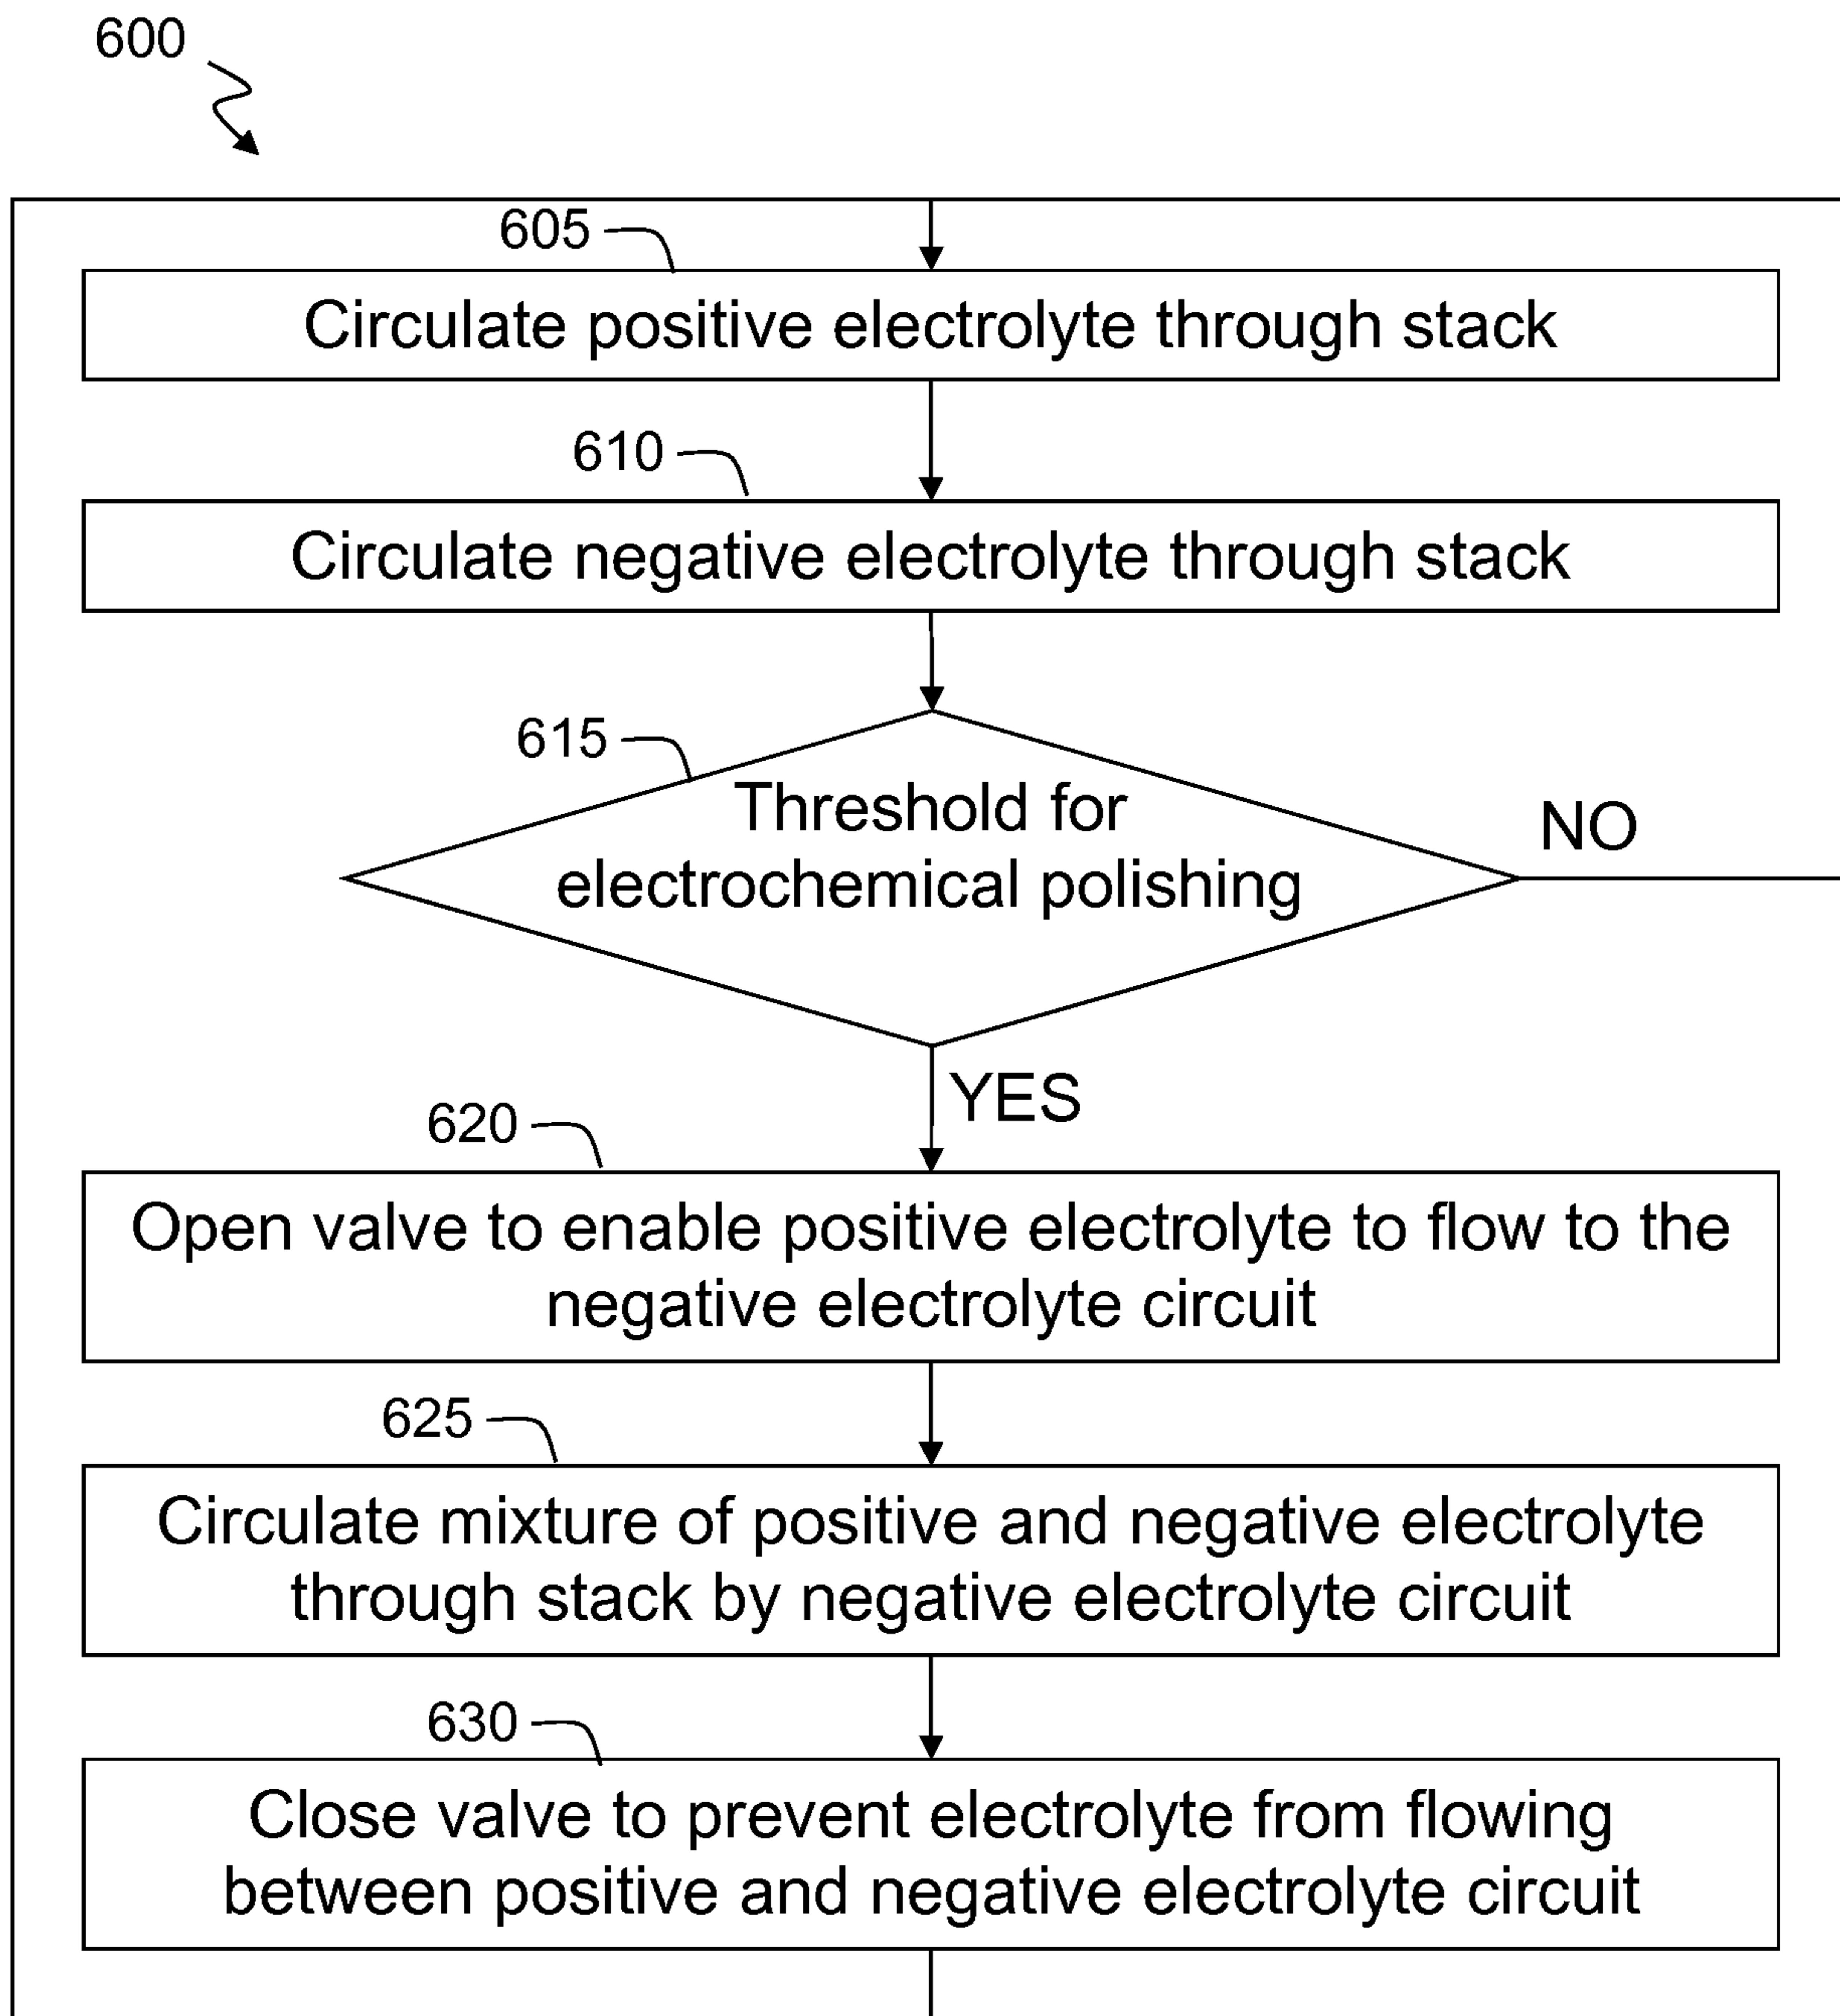 600
605
Circulate positive electrolyte through stack
610
Circulate negative electrolyte through stack
615
Threshold for
electrochemical polishing
NO
YES
620
Open valve to enable positive electrolyte to flow to the
negative electrolyte circuit
625
Circulate mixture of positive and negative electrolyte
through stack by negative electrolyte circuit
630
Close valve to prevent electrolyte from flowing
between positive and negative electrolyte circuit